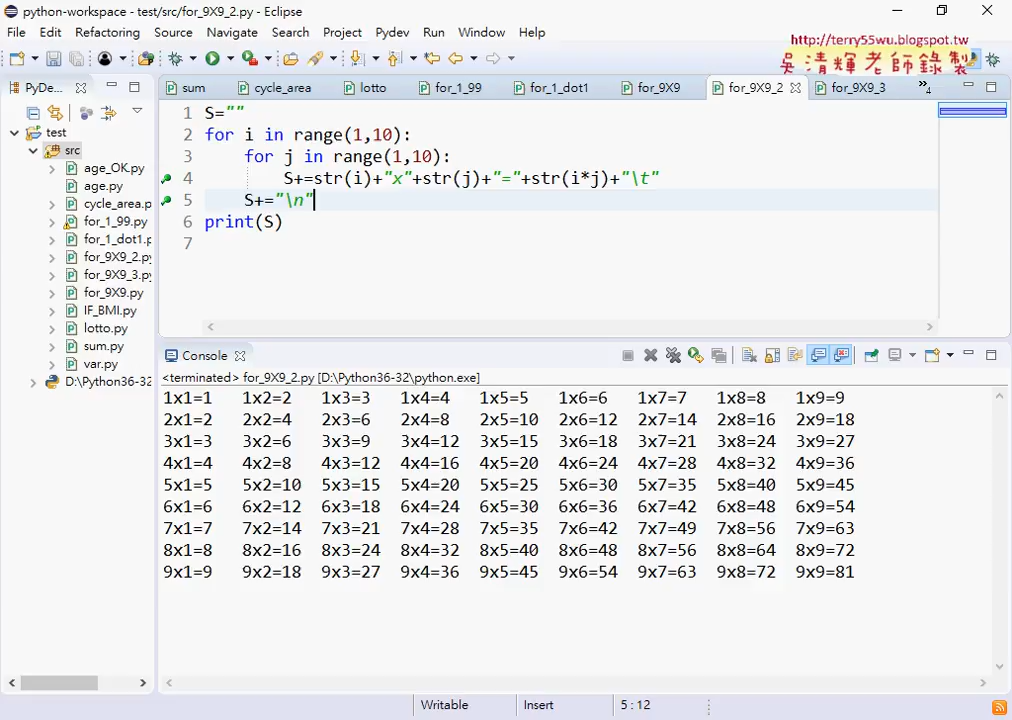 python-workspace - test/src/for_9X9_2.py - Eclipse
File Edit Refactoring Source Navigate Search Project Pydev Run Window Help
http://terry55wu.blogspot.tw
吳清輝老師錄製
PyDe...
sum cycle_area lotto for_1_99 for_1_dot1 for_9X9 for_9X9_2 for_9X9_3 4
test
src
age_OK.py
age.py
cycle_area.p
for_1_99.py
for_1_dot1.p
for_9X9_2.py
for_9X9_3.py
for_9X9.py
IF_BMI.py
lotto.py
sum.py
var.py
D:\Python36-32
1 S=""
2 for i in range(1,10):
3 for j in range(1,10):
4 S+=str(i)+"x"+str(j)+"="+str(i*j)+"\t"
5 S+="\n"
6 print(S)
7
Console
<terminated> for_9X9_2.py [D:\Python36-32\python.exe]
1x1=1 1x2=2 1x3=3 1x4=4 1x5=5 1x6=6 1x7=7 1x8=8 1x9=9
2x1=2 2x2=4 2x3=6 2x4=8 2x5=10 2x6=12 2x7=14 2x8=16 2x9=18
3x1=3 3x2=6 3x3=9 3x4=12 3x5=15 3x6=18 3x7=21 3x8=24 3x9=27
4x1=4 4x2=8 4x3=12 4x4=16 4x5=20 4x6=24 4x7=28 4x8=32 4x9=36
5x1=5 5x2=10 5x3=15 5x4=20 5x5=25 5x6=30 5x7=35 5x8=40 5x9=45
6x1=6 6x2=12 6x3=18 6x4=24 6x5=30 6x6=36 6x7=42 6x8=48 6x9=54
7x1=7 7x2=14 7x3=21 7x4=28 7x5=35 7x6=42 7x7=49 7x8=56 7x9=63
8x1=8 8x2=16 8x3=24 8x4=32 8x5=40 8x6=48 8x7=56 8x8=64 8x9=72
9x1=9 9x2=18 9x3=27 9x4=36 9x5=45 9x6=54 9x7=63 9x8=72 9x9=81
Writable Insert 5 : 12